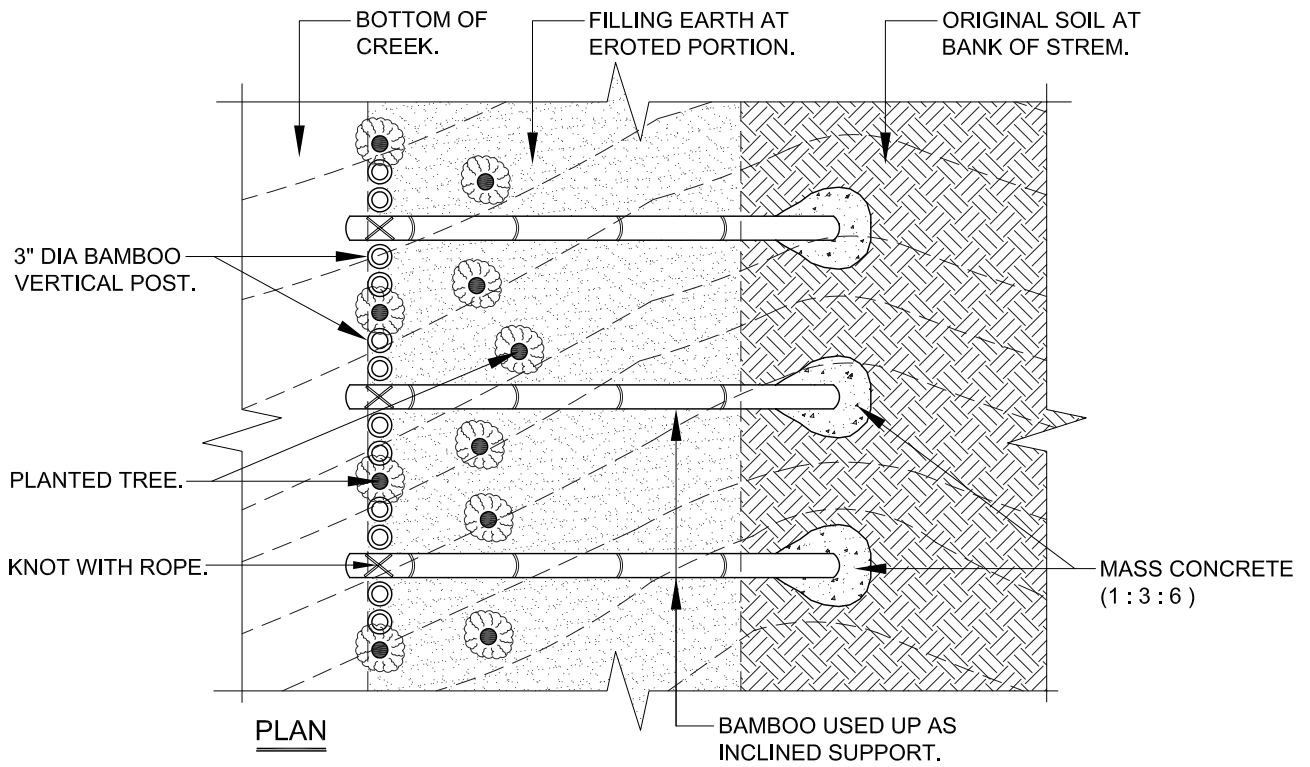 BOTTOM OF
CREEK.
FILLING EARTH AT
EROTED PORTION.
ORIGINAL SOIL AT
BANK OF STREM.
3" DIA BAMBOO
VERTICAL POST.
PLANTED TREE.
KNOT WITH ROPE.
MASS CONCRETE
(1 : 3 : 6 )
BAMBOO USED UP AS
INCLINED SUPPORT.
PLAN